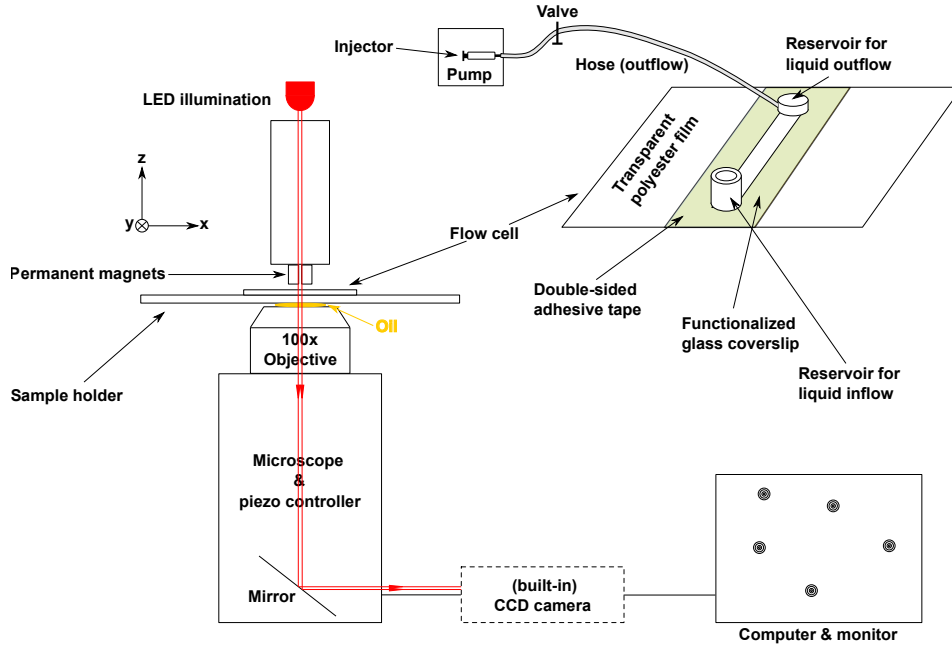 Valve
Injector
Pump
Hose (outflow)
Reservoir for
liquid outflow
LED illumination
Transparent
polyester film
z
y
x
Flow cell
Permanent magnets
Double-sided
adhesive tape
Functionalized
glass coverslip
OIl
100x
Objective
Sample holder
Reservoir for
liquid inflow
Microscope
&
piezo controller
Mirror
(built-in)
CCD camera
Computer & monitor